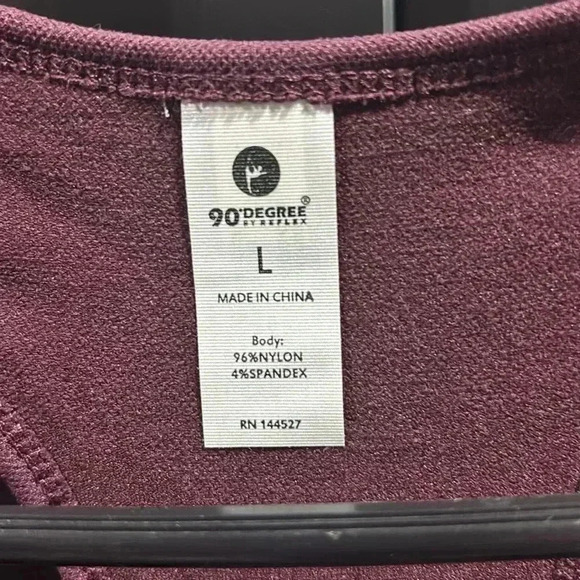 90°DEGREE®
BY REFLEX
L
MADE IN CHINA
Body:
96%NYLON
4%SPANDEX
RN 144527